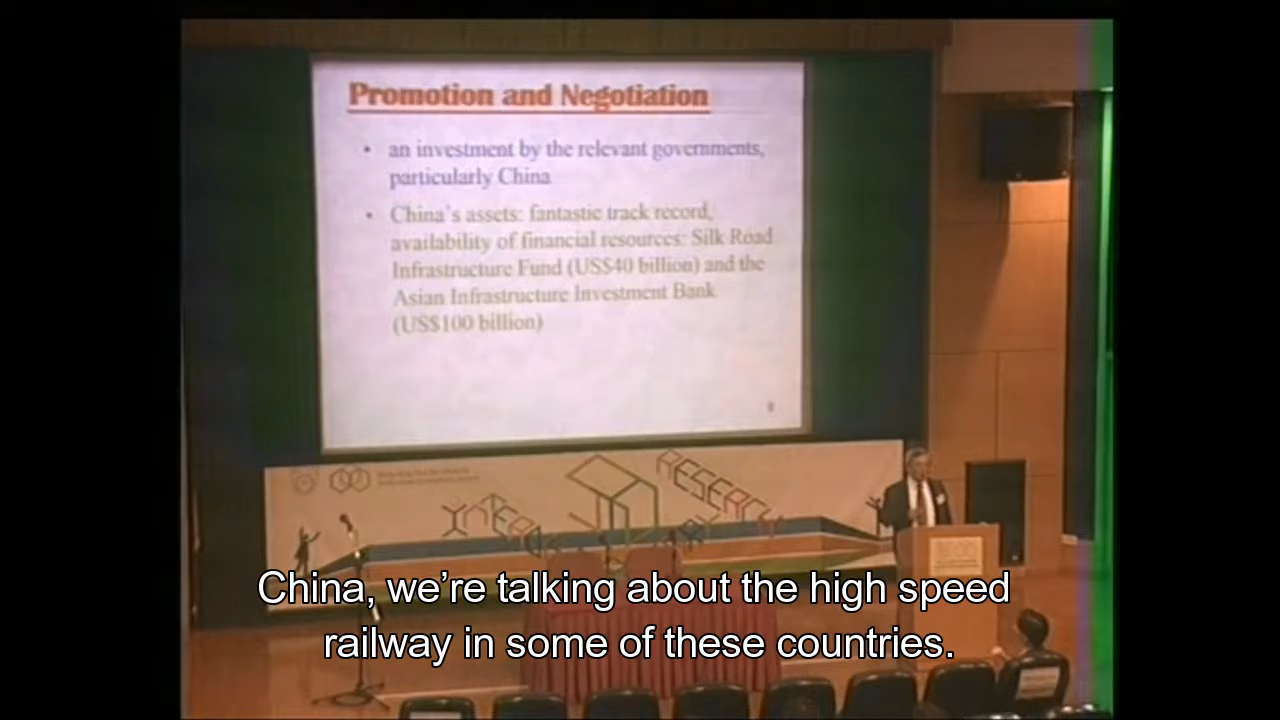 Promotion and Negotiation
• an investment by the relevant governments,
particularly China
• China's assets: fantastic track record,
availability of financial resources: Silk Road
Infrastructure Fund (US$40 billion) and the
Asian Infrastructure Investment Bank
(US$100 billion)
RESEARCH
China, we’re talking about the high speed
railway in some of these countries.